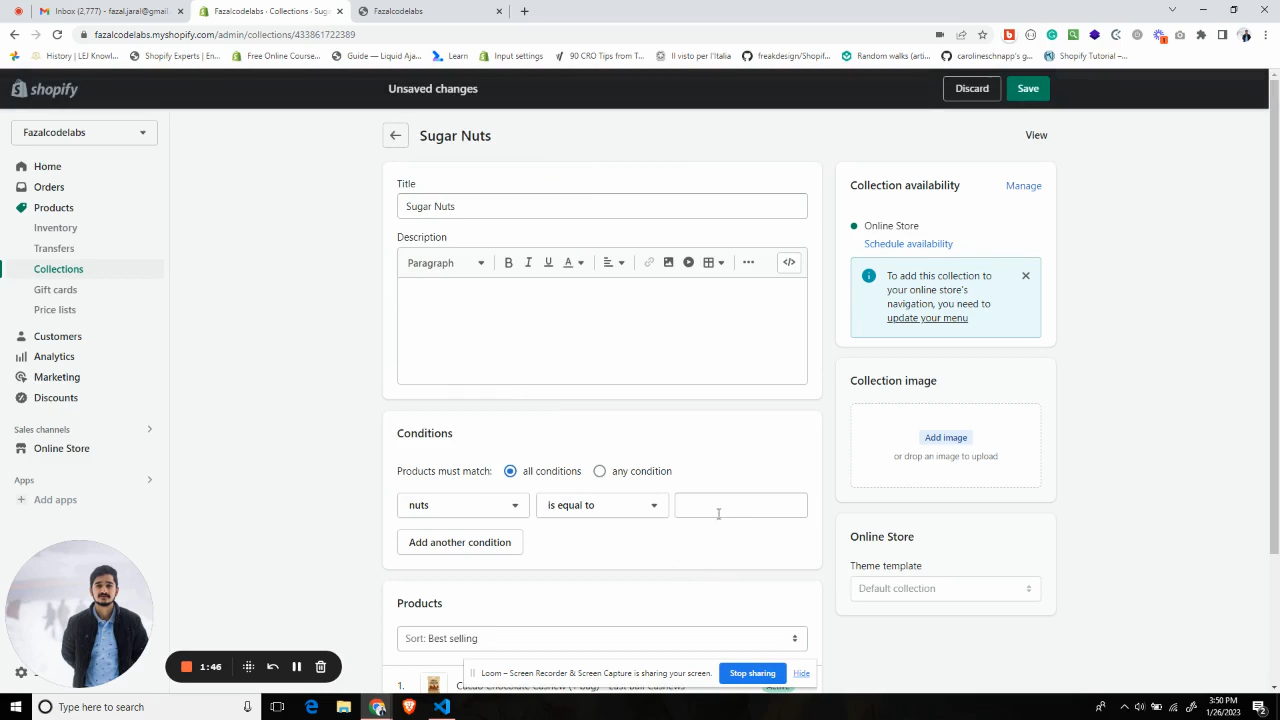 Inbox (2,777) - fazal.jaral@gmail.
Fazalcodelabs · Collections · Suga
Fazalcodelabs
fazalcodelabs.myshopify.com/admin/collections/433861722389
History | LEJ Knowl...
Shopify Experts | En...
Free Online Course...
Guide — Liquid Ajax...
Learn
Input settings
90 CRO Tips from T...
Il visto per l'Italia
freakdesign/Shopif...
Random walks (artic...
carolineschnapp's g...
Shopify Tutorial –...
shopify
Unsaved changes
Discard
Save
Fazalcodelabs
Sugar Nuts
View
Home
Orders
Products
Inventory
Transfers
Collections
Gift cards
Price lists
Customers
Analytics
Marketing
Discounts
Sales channels
Online Store
Apps
Add apps
Title
Sugar Nuts
Description
Paragraph
B I U A
Conditions
Products must match: all conditions any condition
nuts
is equal to
Add another condition
Products
Sort: Best selling
1.
Collection availability
Manage
Online Store
Schedule availability
To add this collection to
your online store's
navigation, you need to
update your menu
Collection image
Add image
or drop an image to upload
Online Store
Theme template
Default collection
1:46
Loom – Screen Recorder & Screen Capture is sharing your screen.
Stop sharing
Hide
Type here to search
3:50 PM
1/26/2023